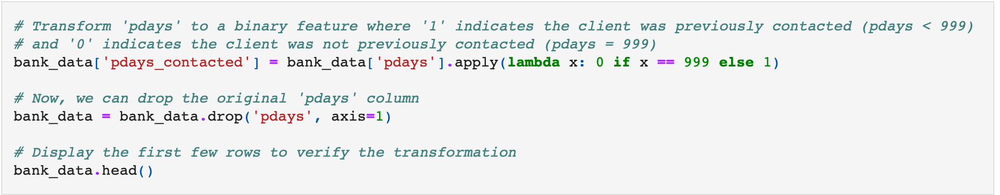 # Transform 'pdays' to a binary feature where '1' indicates the client was previously contacted (pdays < 999)
# and '0' indicates the client was not previously contacted (pdays = 999)
bank_data['pdays_contacted'] = bank_data['pdays'].apply(lambda x: 0 if x == 999 else 1)
# Now, we can drop the original 'pdays' column
bank_data = bank_data.drop('pdays', axis=1)
# Display the first few rows to verify the transformation
bank_data.head()